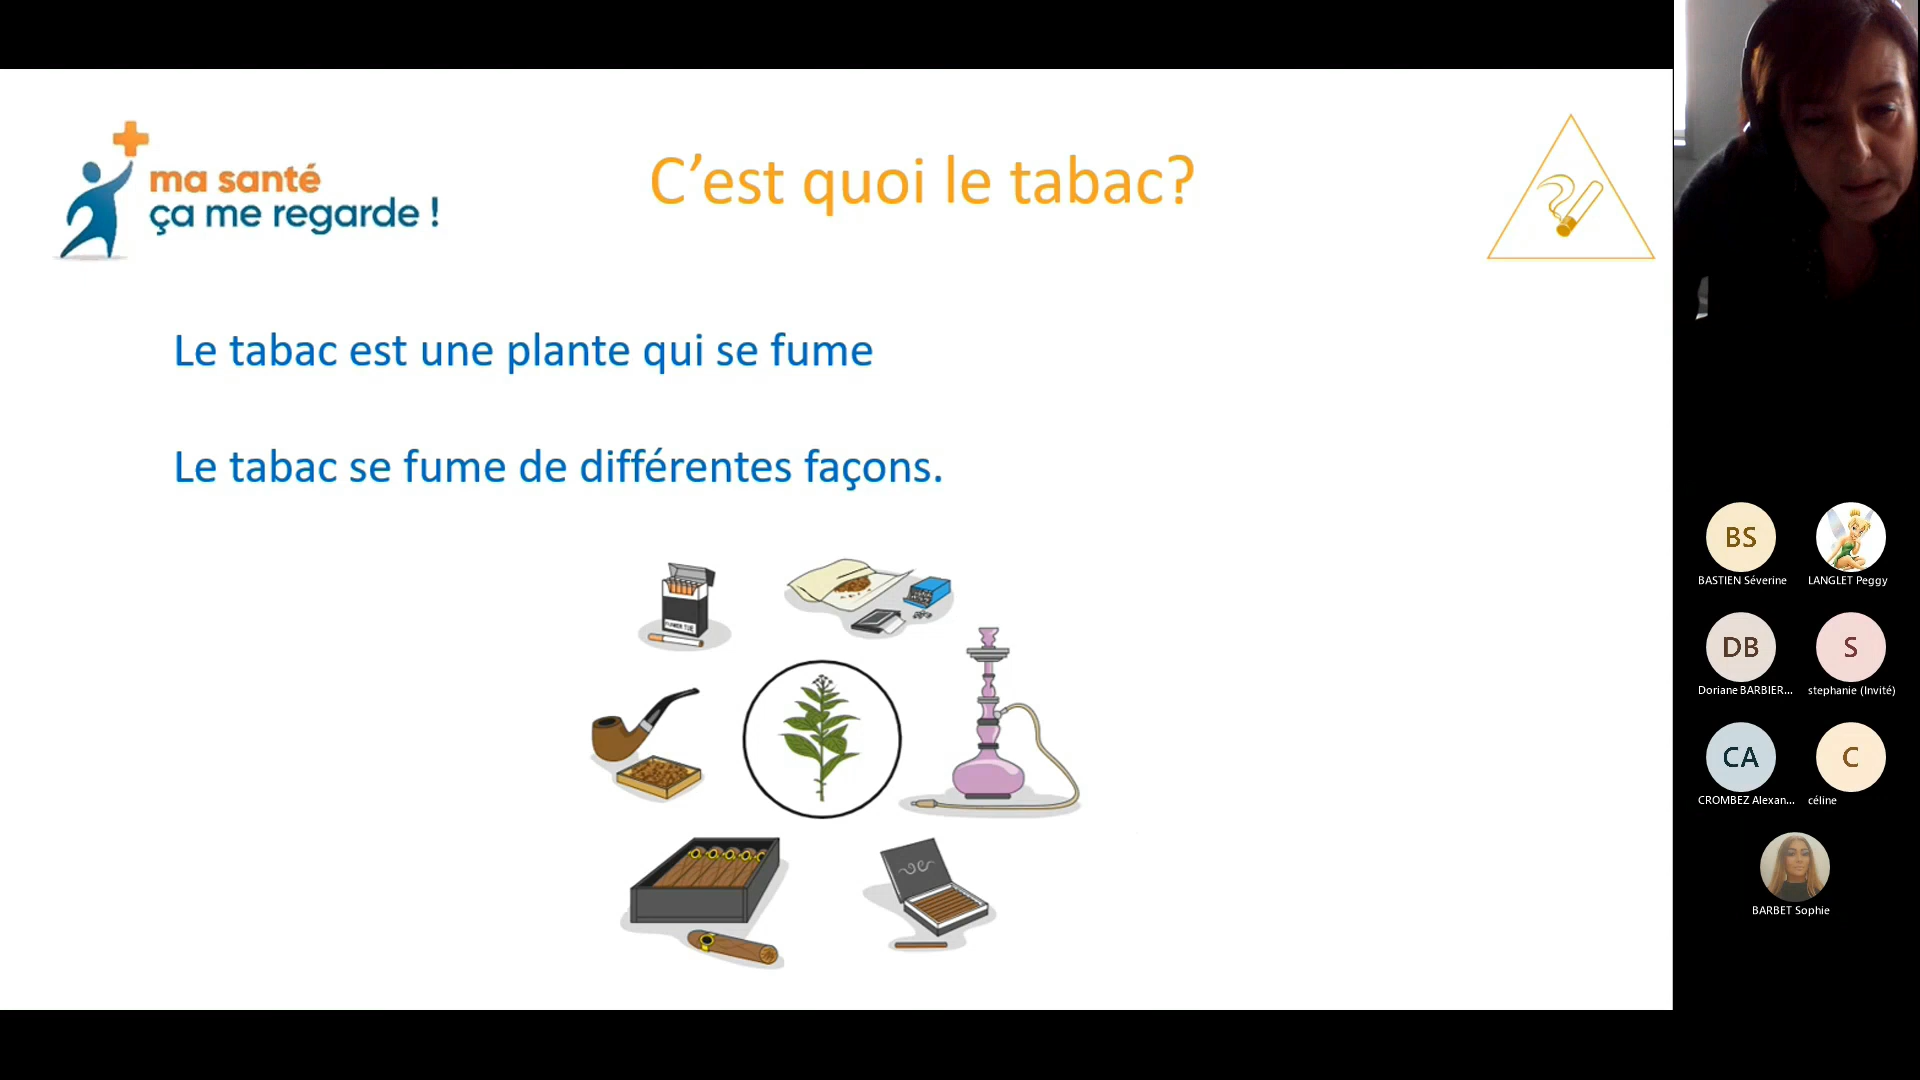 ma santé
ça me regarde !
C’est quoi le tabac?
Le tabac est une plante qui se fume
Le tabac se fume de différentes façons.
BS
BASTIEN Séverine
LANGLET Peggy
DB
Doriane BARBIER...
S
stephanie (Invité)
CA
CROMBEZ Alexan...
C
céline
BARBET Sophie